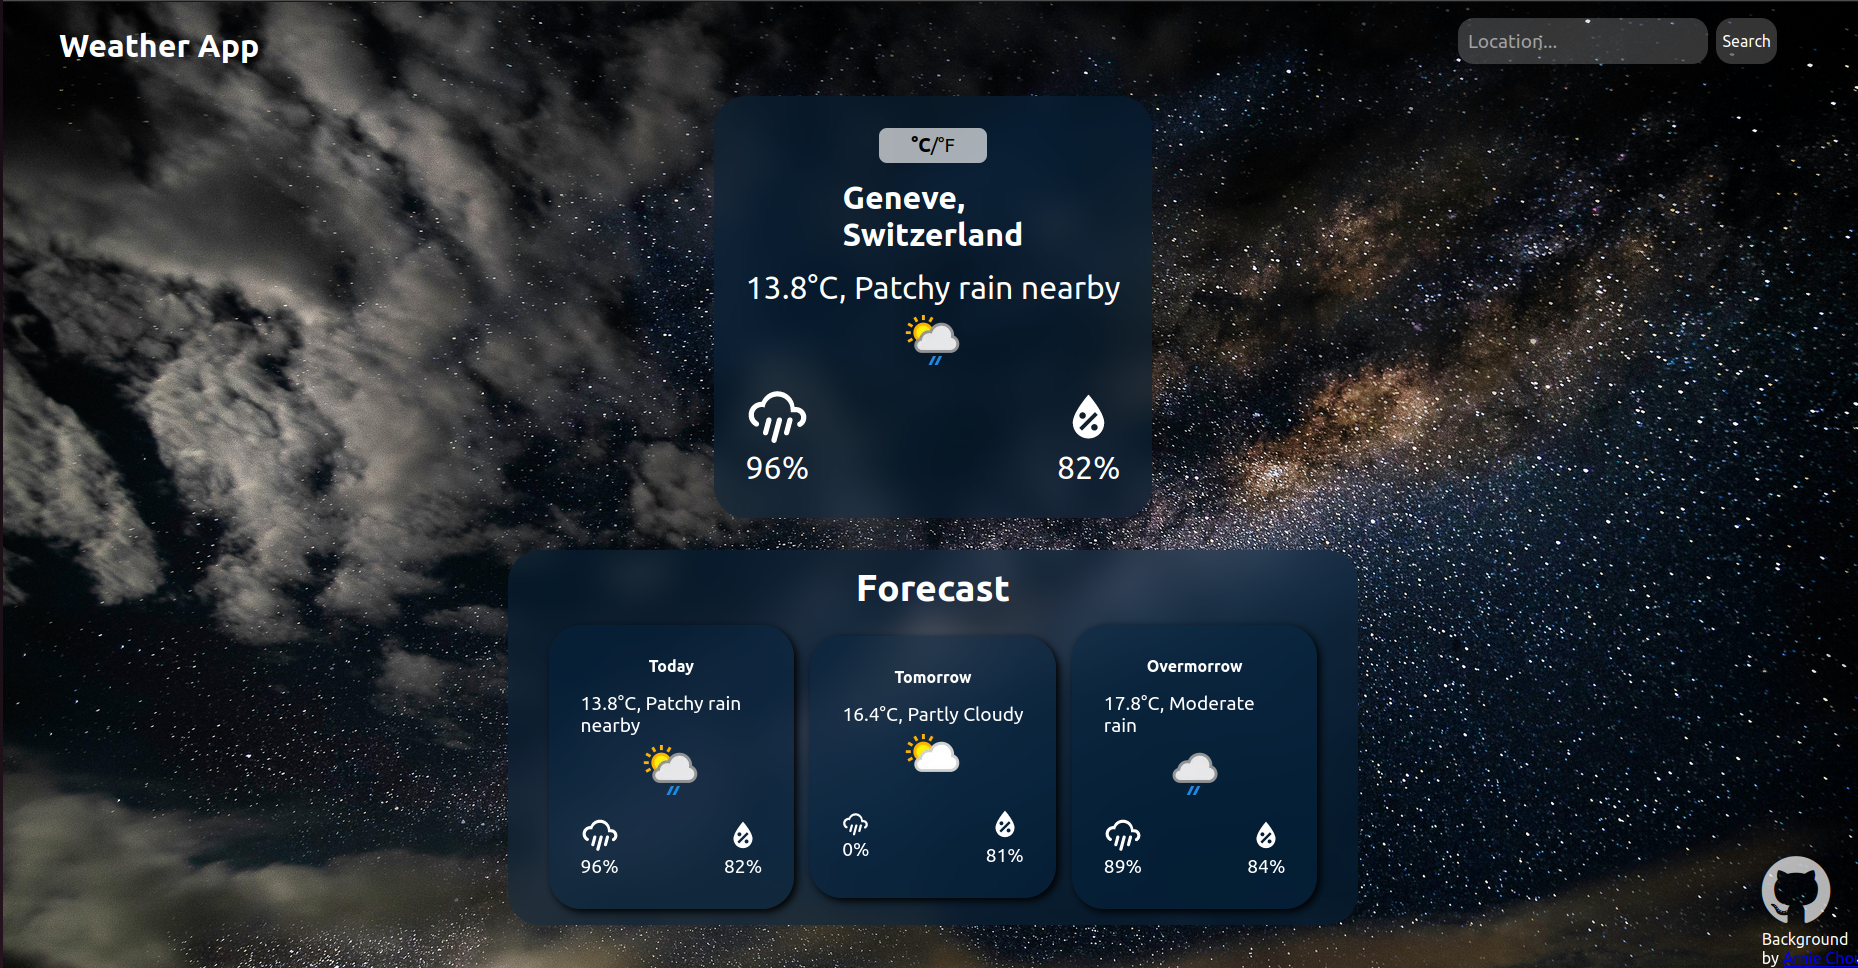 Weather App
Location...
Search
°C/°F
Geneve,
Switzerland
13.8°C, Patchy rain nearby
96%
82%
Forecast
Today
13.8°C, Patchy rain
nearby
96%
82%
Tomorrow
16.4°C, Partly Cloudy
0%
81%
Overmorrow
17.8°C, Moderate
rain
89%
84%
Background
by